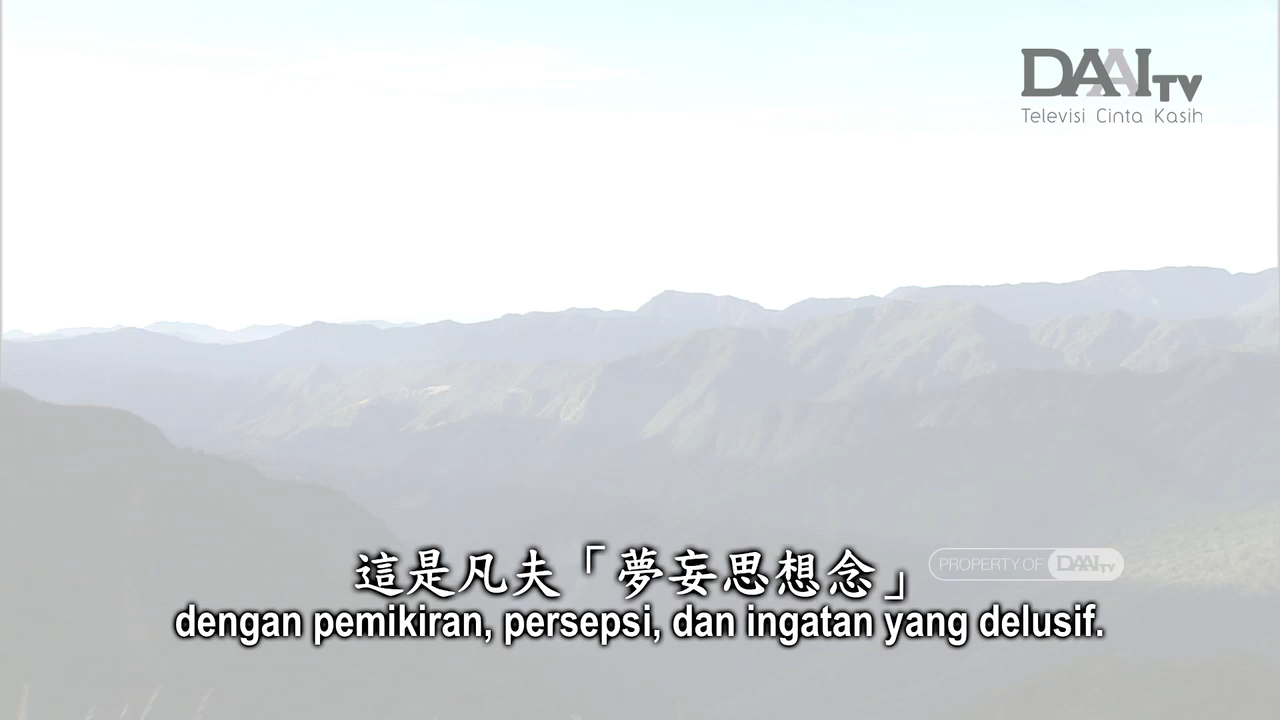 DAAI TV
Televisi Cinta Kasih
這是凡夫「夢妄思想念」
PROPERTY OF DAAI TV
dengan pemikiran, persepsi, dan ingatan yang delusif.